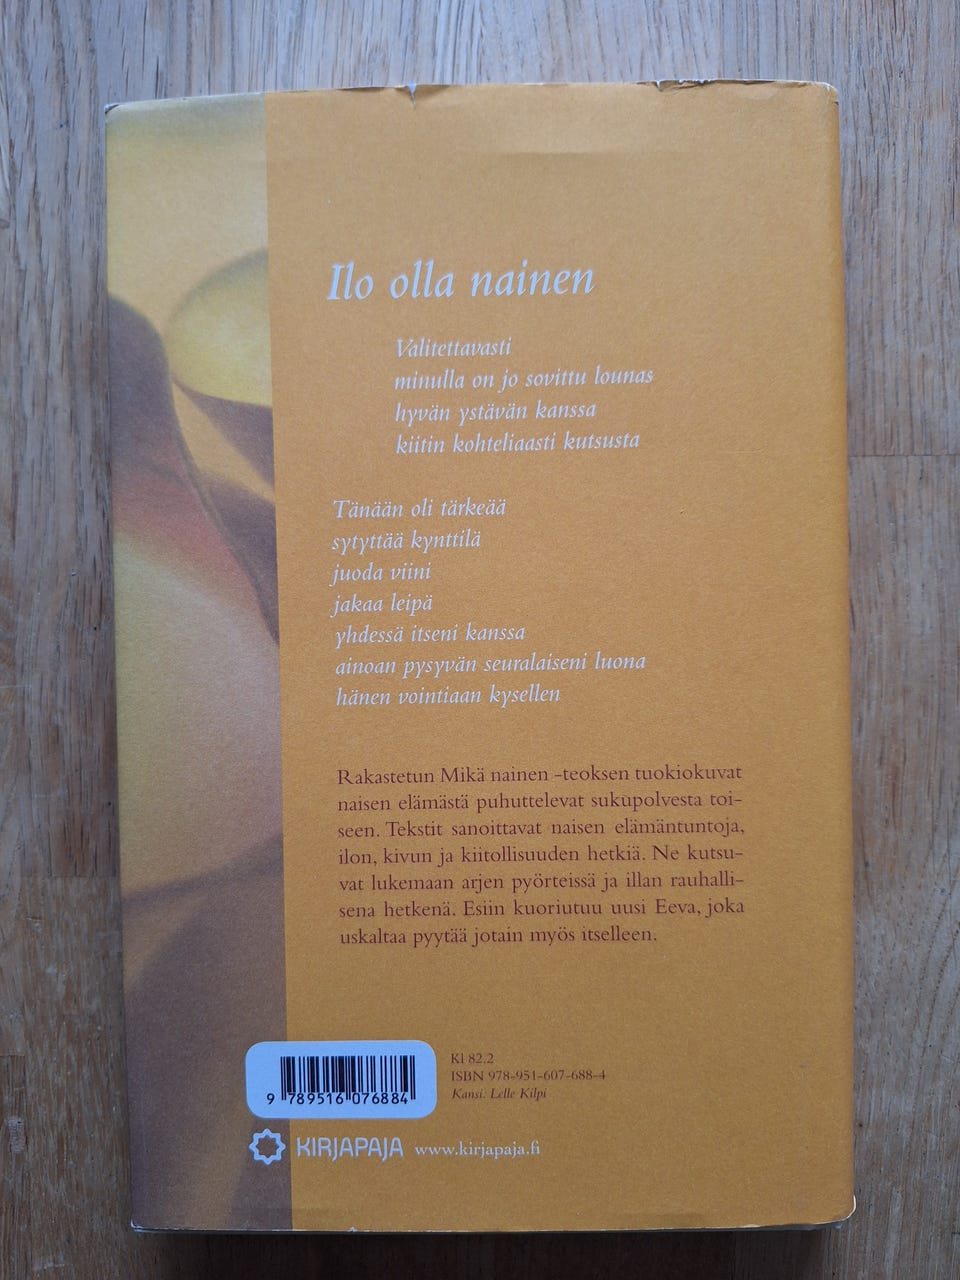 Ilo olla nainen
Valitettavasti
minulla on jo sovittu lounas
hyvän ystävän kanssa
kiitin kohteliaasti kutsusta
Tänään oli tärkeää
sytyttää kynttilä
juoda viini
jakaa leipä
yhdessä itseni kanssa
ainoan pysyvän seuralaiseni luona
hänen vointiaan kysellen
Rakastetun Mikä nainen -teoksen tuokiokuvat
naisen elämästä puhuttelevat sukupolvesta toi-
seen. Tekstit sanoittavat naisen elämäntuntoja,
ilon, kivun ja kiitollisuuden hetkiä. Ne kutsu-
vat lukemaan arjen pyörteissä ja illan rauhalli-
sena hetkenä. Esiin kuoriutuu uusi Eeva, joka
uskaltaa pyytää jotain myös itselleen.
Kl 82.2
ISBN 978-951-607-688-4
Kansi: Lelle Kilpi
9 789516 076884
KIRJAPAJA www.kirjapaja.fi